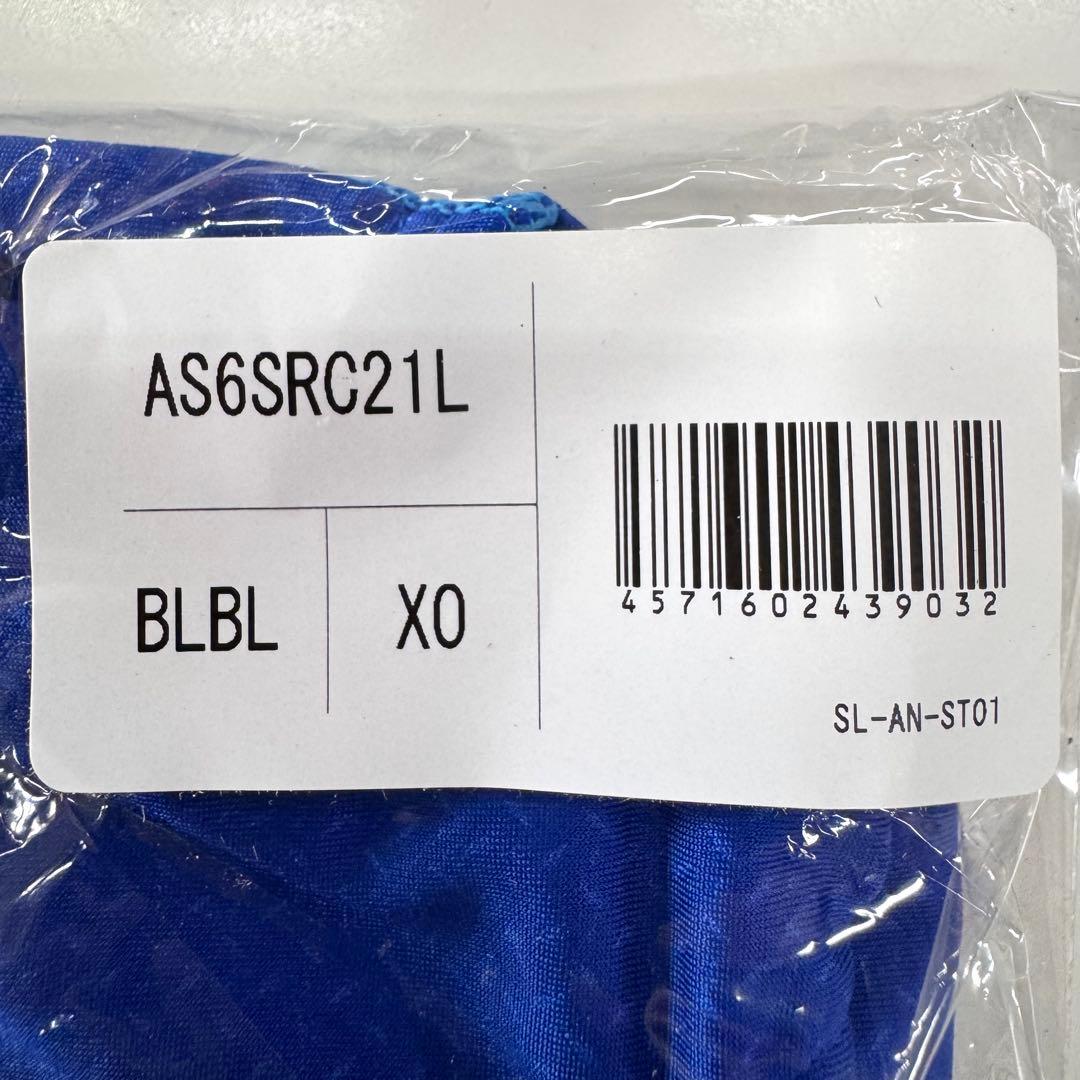 AS6SRC21L
BLBL
XO
4571602439032
SL-AN-ST01